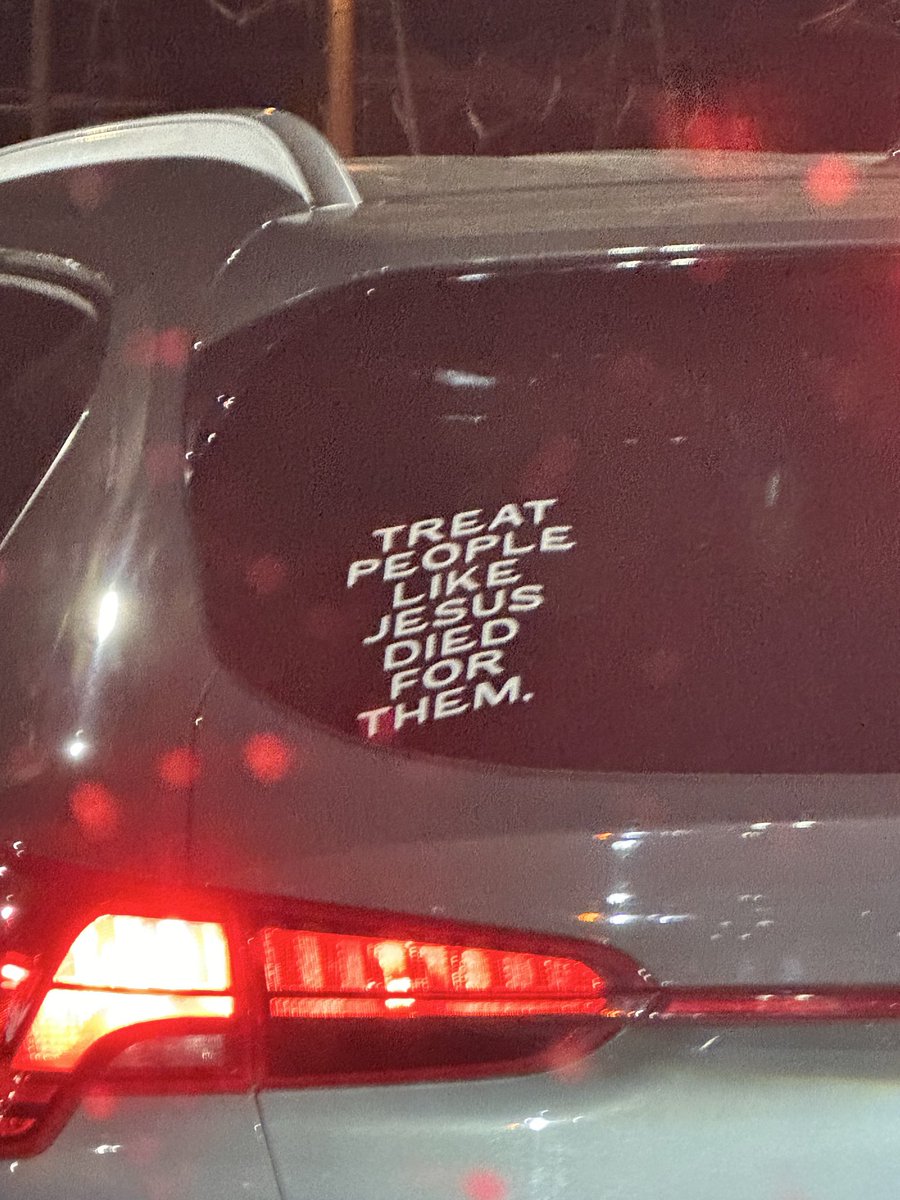 TREAT
PEOPLE
LIKE
JESUS
DIED
FOR
THEM.